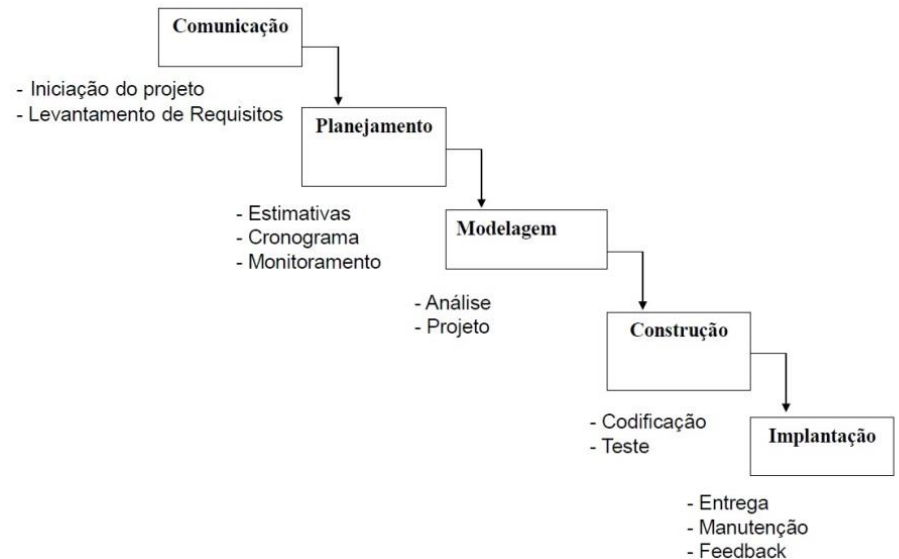 Comunicação
- Iniciação do projeto
- Levantamento de Requisitos
Planejamento
- Estimativas
- Cronograma
- Monitoramento
Modelagem
- Análise
- Projeto
Construção
- Codificação
- Teste
Implantação
- Entrega
- Manutenção
- Feedback